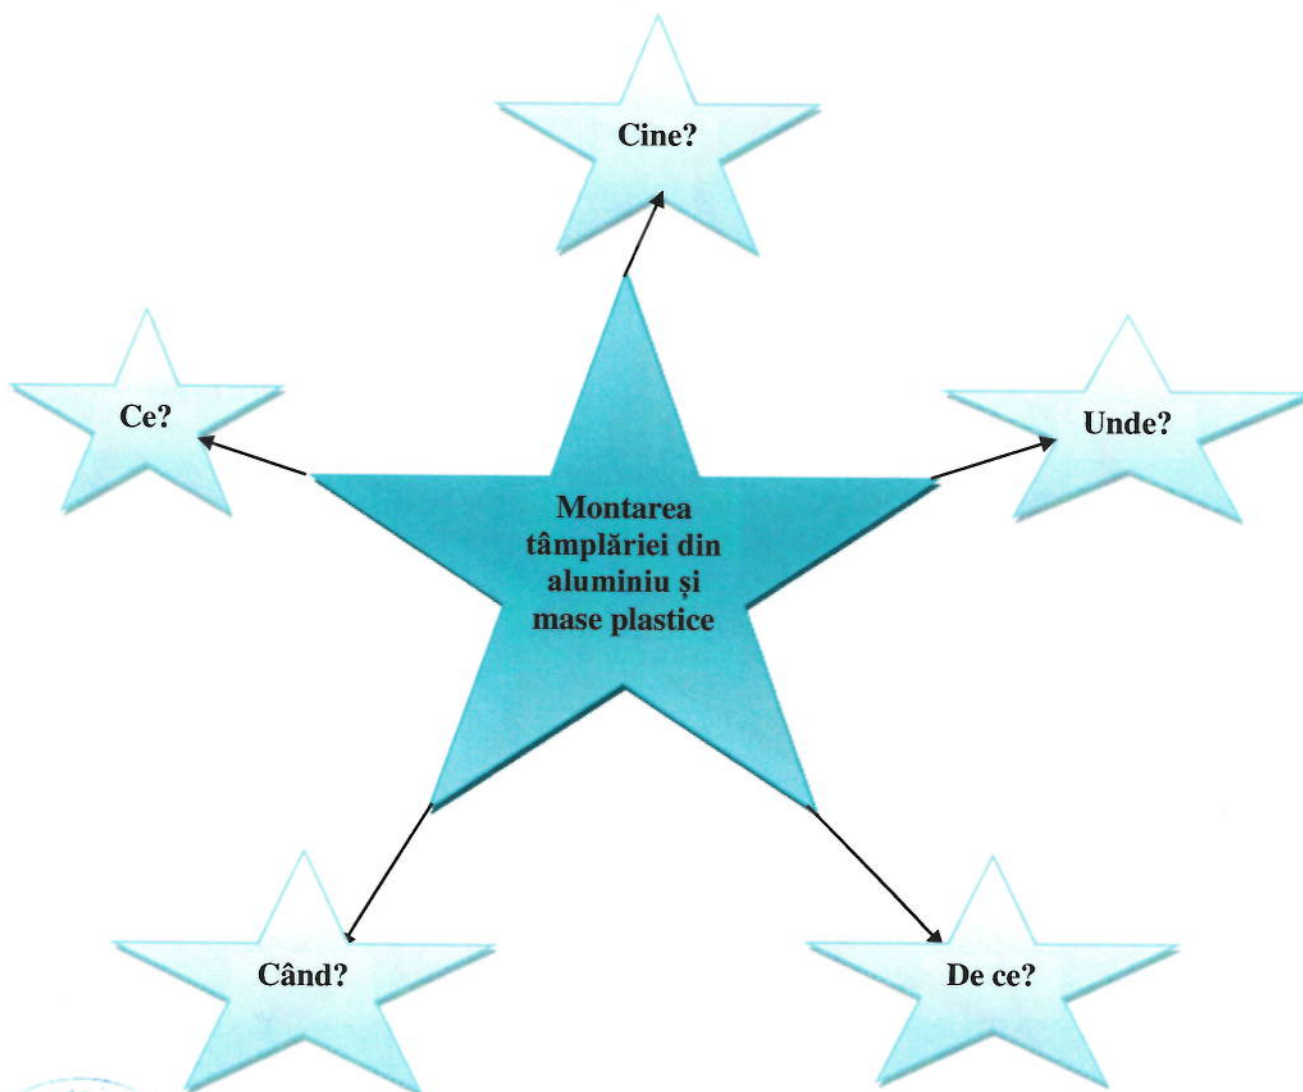 Cine?
Ce?
Unde?
Montarea
tâmplăriei din
aluminiu și
mase plastice
Când?
De ce?